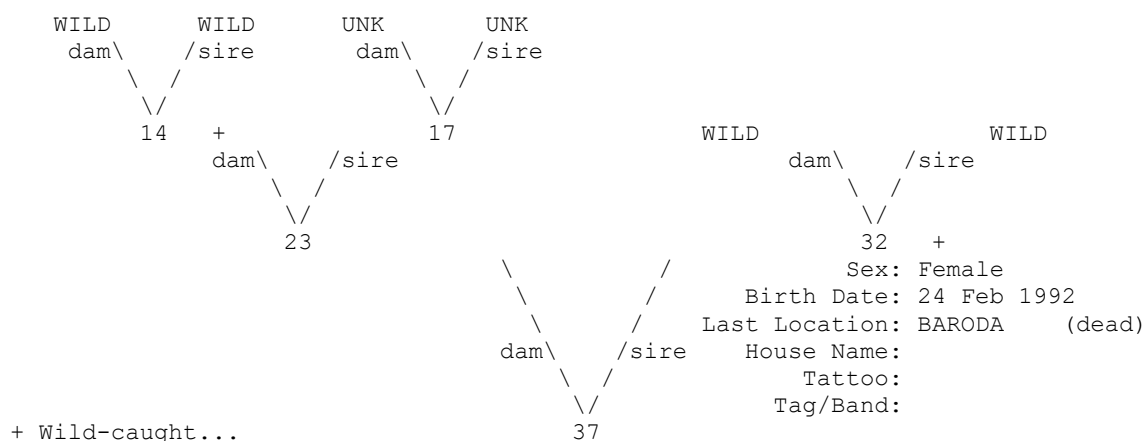 WILD WILD UNK UNK
dam\ /sire dam\ /sire
\ / \ /
\/ \/
14 + 17 WILD WILD
dam\ /sire dam\ /sire
\ / \ /
\/ \/
23 32 +
\ / Sex: Female
\ / Birth Date: 24 Feb 1992
\ / Last Location: BARODA (dead)
dam\ /sire House Name:
\ / Tattoo:
\/ Tag/Band:
+ Wild-caught... 37